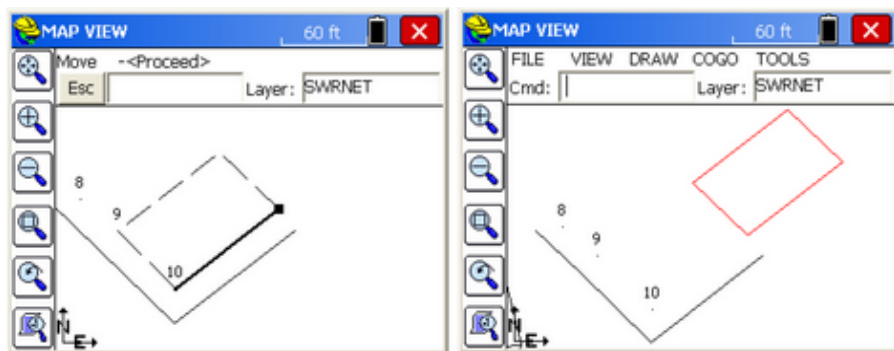 MAP VIEW 60 ft
Move -<Proceed>
Esc Layer: SWRNET
8
9
10
N
E
MAP VIEW 60 ft
FILE VIEW DRAW COGO TOOLS
Cmd: Layer: SWRNET
8
9
10
N
E